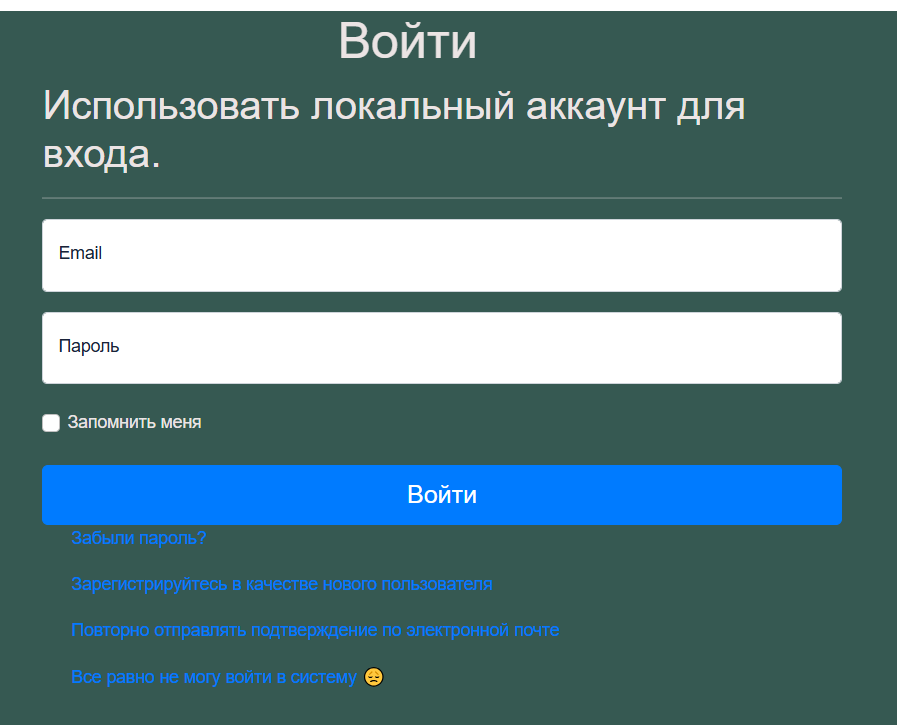 Войти
Использовать локальный аккаунт для
входа.
Email
Пароль
Запомнить меня
Войти
Забыли пароль?
Зарегистрируйтесь в качестве нового пользователя
Повторно отправлять подтверждение по электронной почте
Все равно не могу войти в систему 😔